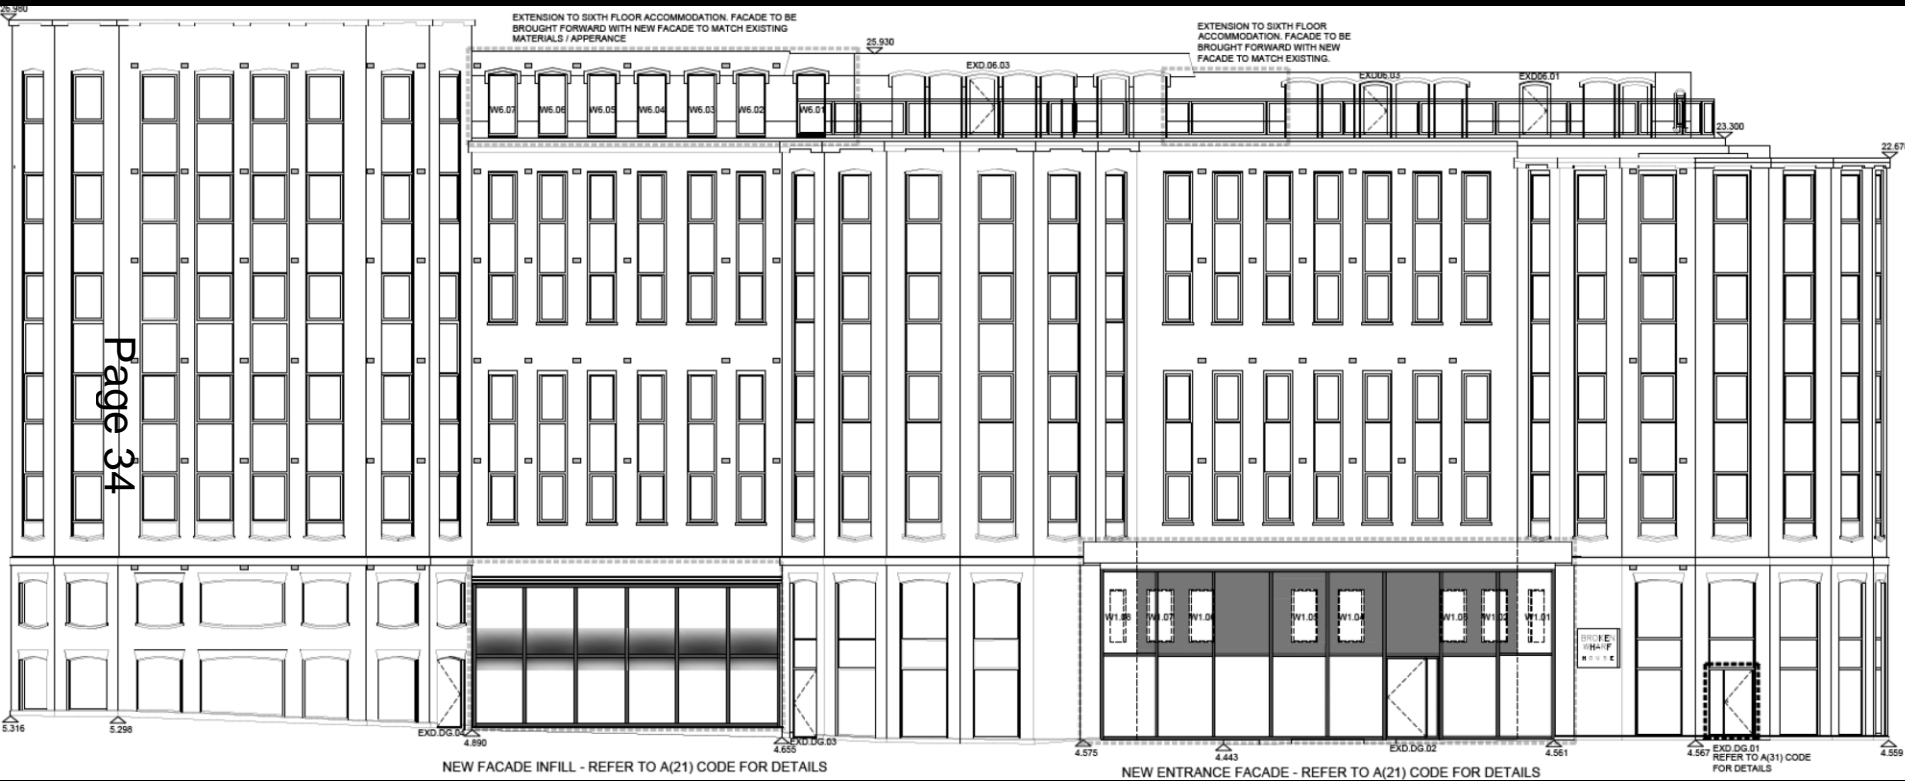 26.980
EXTENSION TO SIXTH FLOOR ACCOMMODATION. FACADE TO BE
BROUGHT FORWARD WITH NEW FACADE TO MATCH EXISTING
MATERIALS / APPERANCE
25.930
EXTENSION TO SIXTH FLOOR
ACCOMMODATION. FACADE TO BE
BROUGHT FORWARD WITH NEW
FACADE TO MATCH EXISTING.
EXD.06.03
EXD06.03
EXD06.01
W6.07
W6.06
W6.05
W6.04
W6.03
W6.02
W6.01
23.300
22.675
Page 34
W1.07
W1.05
W1.04
W1.02
W1.01
BROKEN
WHARF
HOUSE
5.316
5.298
EXD.DG.04
4.890
4.655
EXD.DG.03
4.575
4.443
EXD.DG.02
4.561
4.567
EXD.DG.01
REFER TO A(31) CODE
FOR DETAILS
4.559
NEW FACADE INFILL - REFER TO A(21) CODE FOR DETAILS
NEW ENTRANCE FACADE - REFER TO A(21) CODE FOR DETAILS